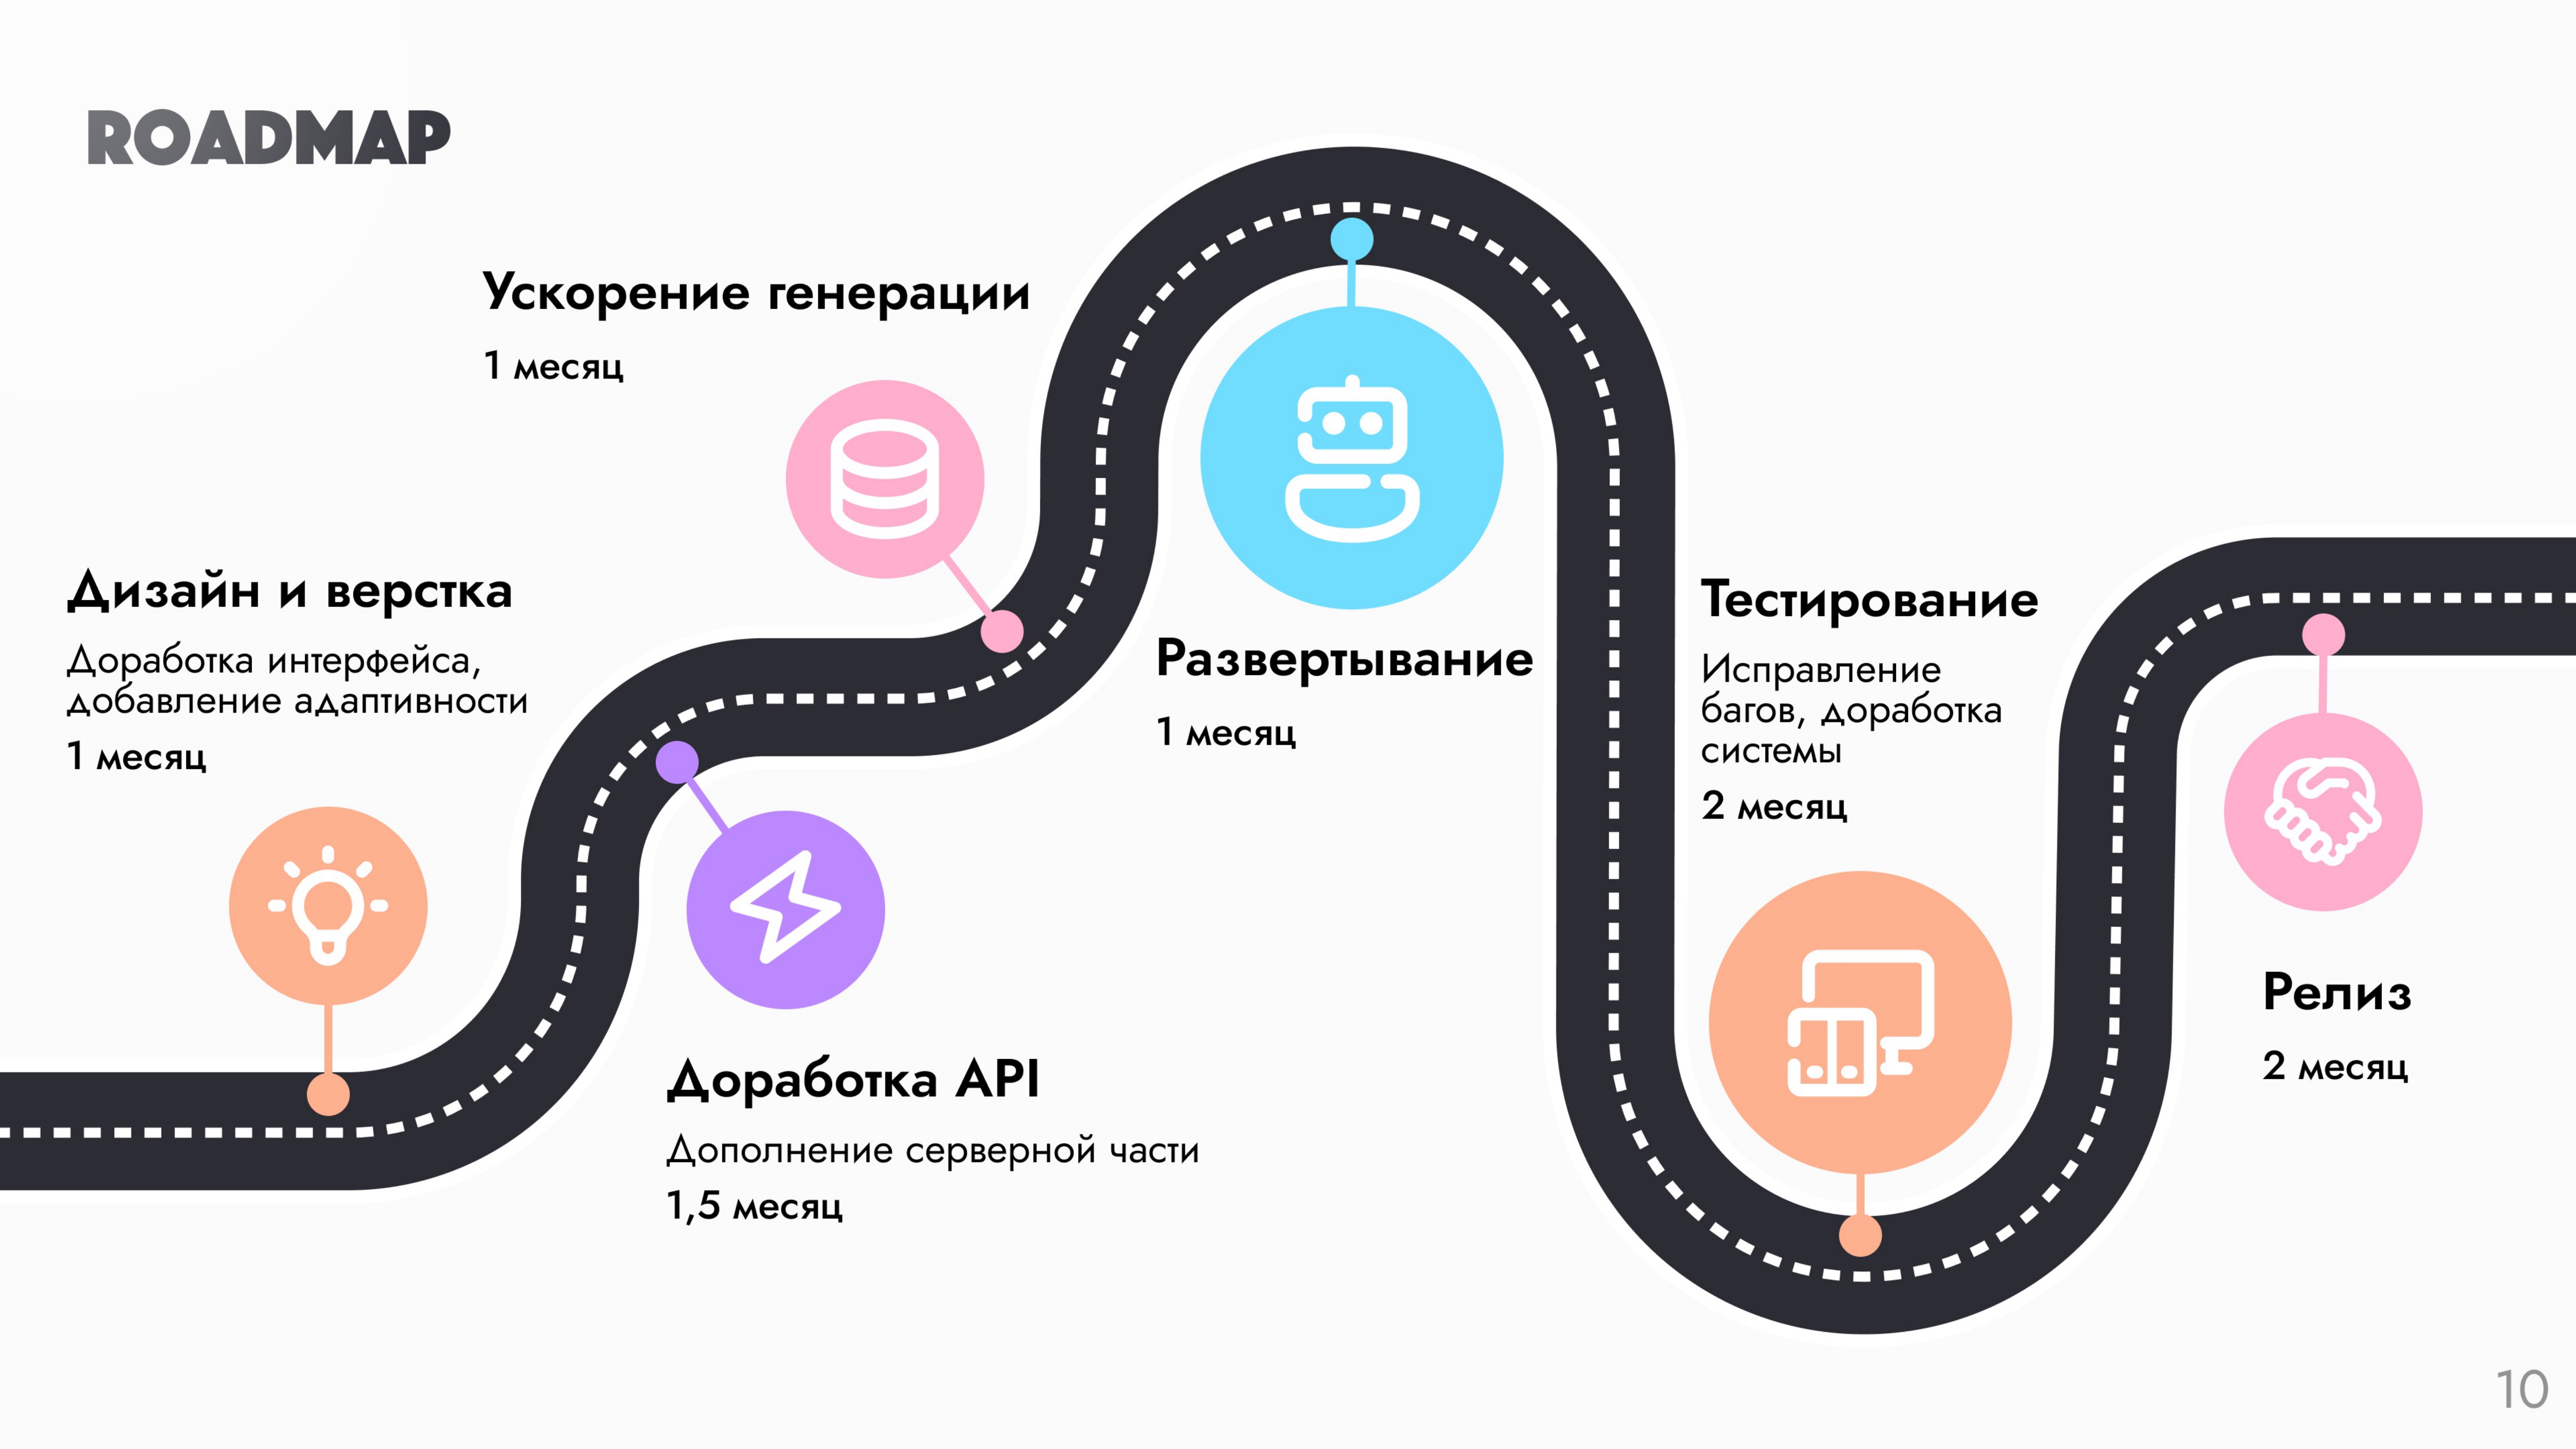 ROADMAP
Дизайн и верстка
Доработка интерфейса,
добавление адаптивности
1 месяц
Доработка API
Дополнение серверной части
1,5 месяц
Ускорение генерации
1 месяц
Развертывание
1 месяц
Тестирование
Исправление
багов, доработка
системы
2 месяц
Релиз
2 месяц
10